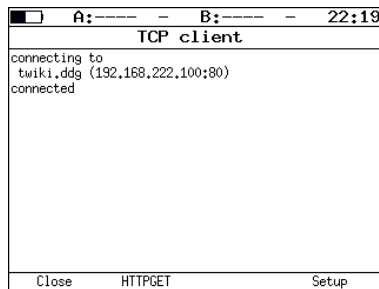 A:---- - B:---- - 22:19
TCP client
connecting to
twiki.ddg (192.168.222.100:80)
connected
Close HTTPGET Setup